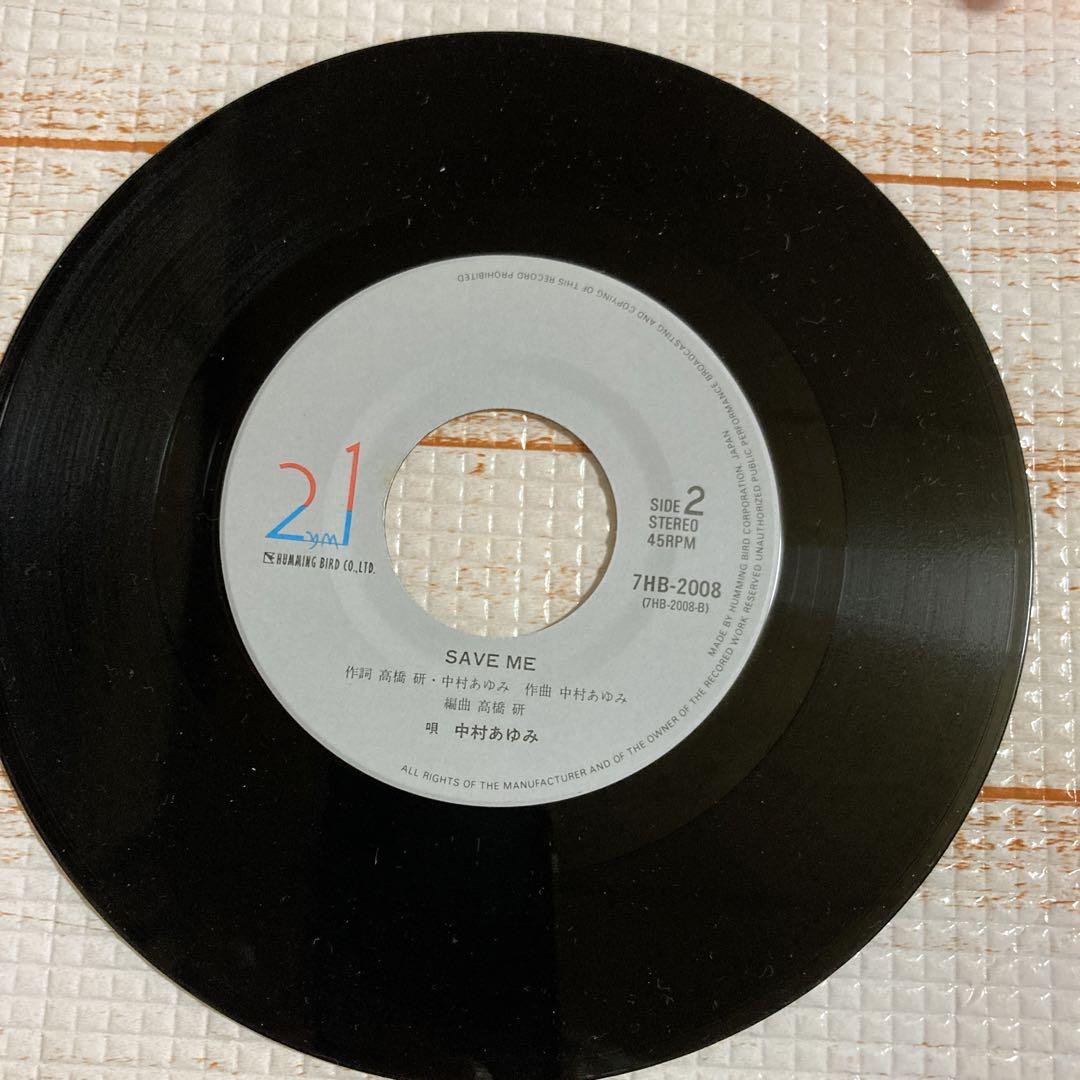 21
HUMMING BIRD CO.,LTD.
SIDE 2
STEREO
45RPM
7HB-2008
(7HB-2008-B)
SAVE ME
作詞 高橋 研・中村あゆみ 作曲 中村あゆみ
編曲 高橋 研
唄 中村あゆみ
ALL RIGHTS OF THE MANUFACTURER AND OF THE OWNER OF THE RECORED WORK RESERVED UNAUTHORIZED PUBLIC PERFORMANCE BROADCASTING AND COPYING OF THIS RECORD PROHIBITED
MADE BY HUMMING BIRD CORPORATION, JAPAN